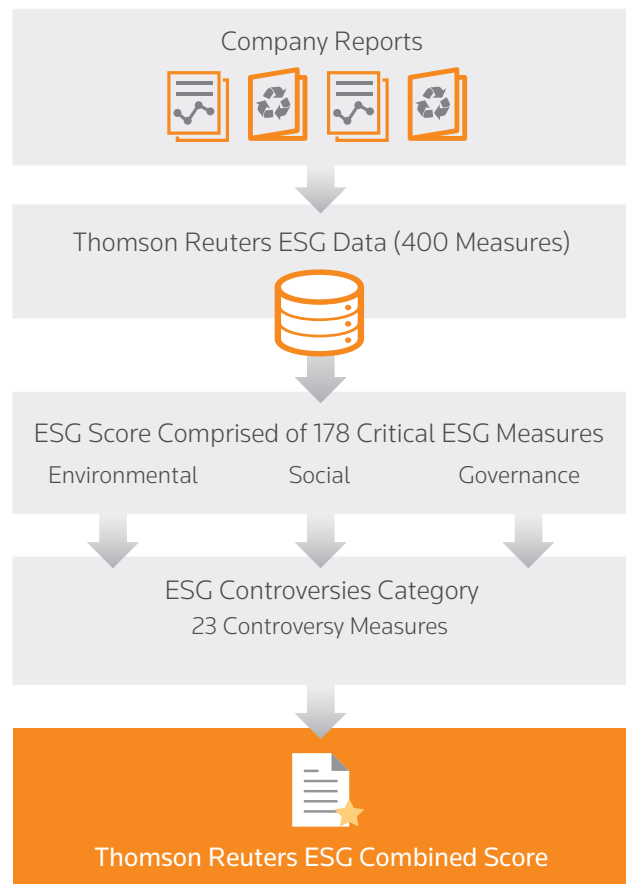 Company Reports
Thomson Reuters ESG Data (400 Measures)
ESG Score Comprised of 178 Critical ESG Measures
Environmental Social Governance
ESG Controversies Category
23 Controversy Measures
Thomson Reuters ESG Combined Score